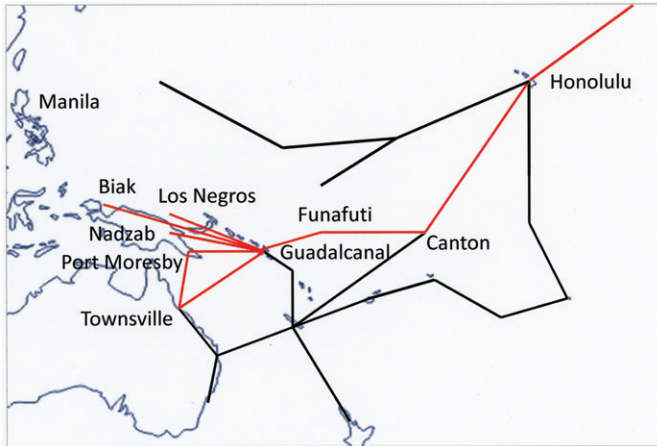 Honolulu
Manila
Biak
Los Negros
Funafuti
Nadzab
Guadalcanal
Canton
Port Moresby
Townsville